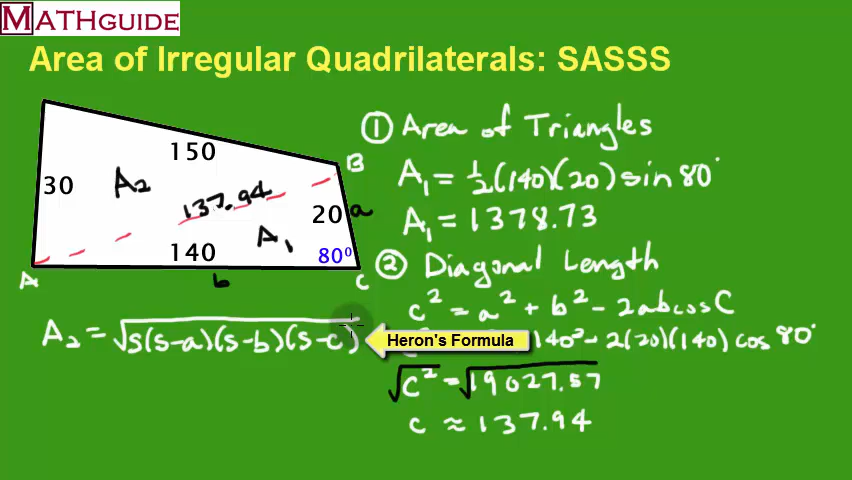 MATHGUIDE
Area of Irregular Quadrilaterals: SASSS
① Area of Triangles
150
B
30
A₂
A₁ = ½(140)(20) sin 80°
137.94
20 a
A₁ = 1378.73
A₁
140
80⁰
② Diagonal Length
A
b
C
c² = a² + b² - 2ab cos C
A₂ = √s(s-a)(s-b)(s-c)
Heron's Formula
140² - 2(20)(140) cos 80°
√c² = √19027.57
c ≈ 137.94